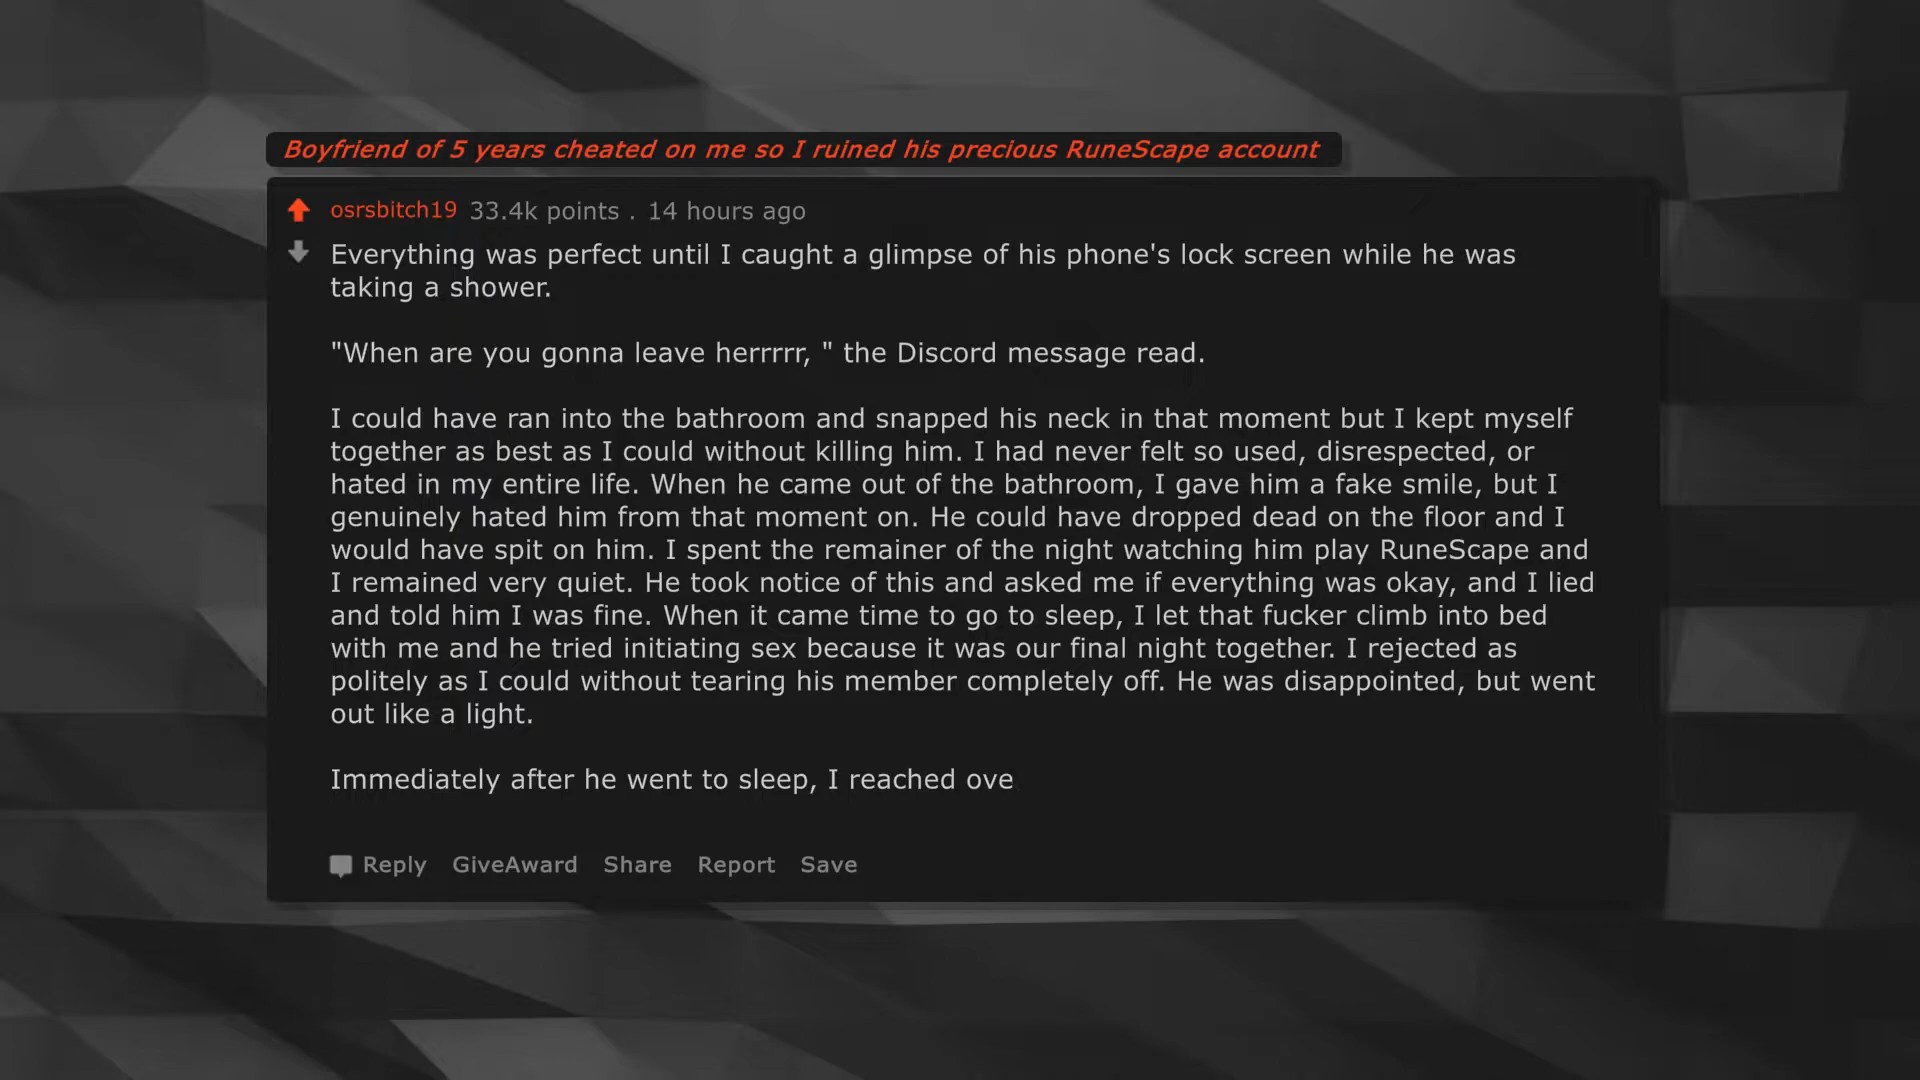 Boyfriend of 5 years cheated on me so I ruined his precious RuneScape account
osrsbitch19 33.4k points . 14 hours ago
Everything was perfect until I caught a glimpse of his phone's lock screen while he was
taking a shower.
"When are you gonna leave herrrrr, " the Discord message read.
I could have ran into the bathroom and snapped his neck in that moment but I kept myself
together as best as I could without killing him. I had never felt so used, disrespected, or
hated in my entire life. When he came out of the bathroom, I gave him a fake smile, but I
genuinely hated him from that moment on. He could have dropped dead on the floor and I
would have spit on him. I spent the remainer of the night watching him play RuneScape and
I remained very quiet. He took notice of this and asked me if everything was okay, and I lied
and told him I was fine. When it came time to go to sleep, I let that fucker climb into bed
with me and he tried initiating sex because it was our final night together. I rejected as
politely as I could without tearing his member completely off. He was disappointed, but went
out like a light.
Immediately after he went to sleep, I reached ove
Reply GiveAward Share Report Save